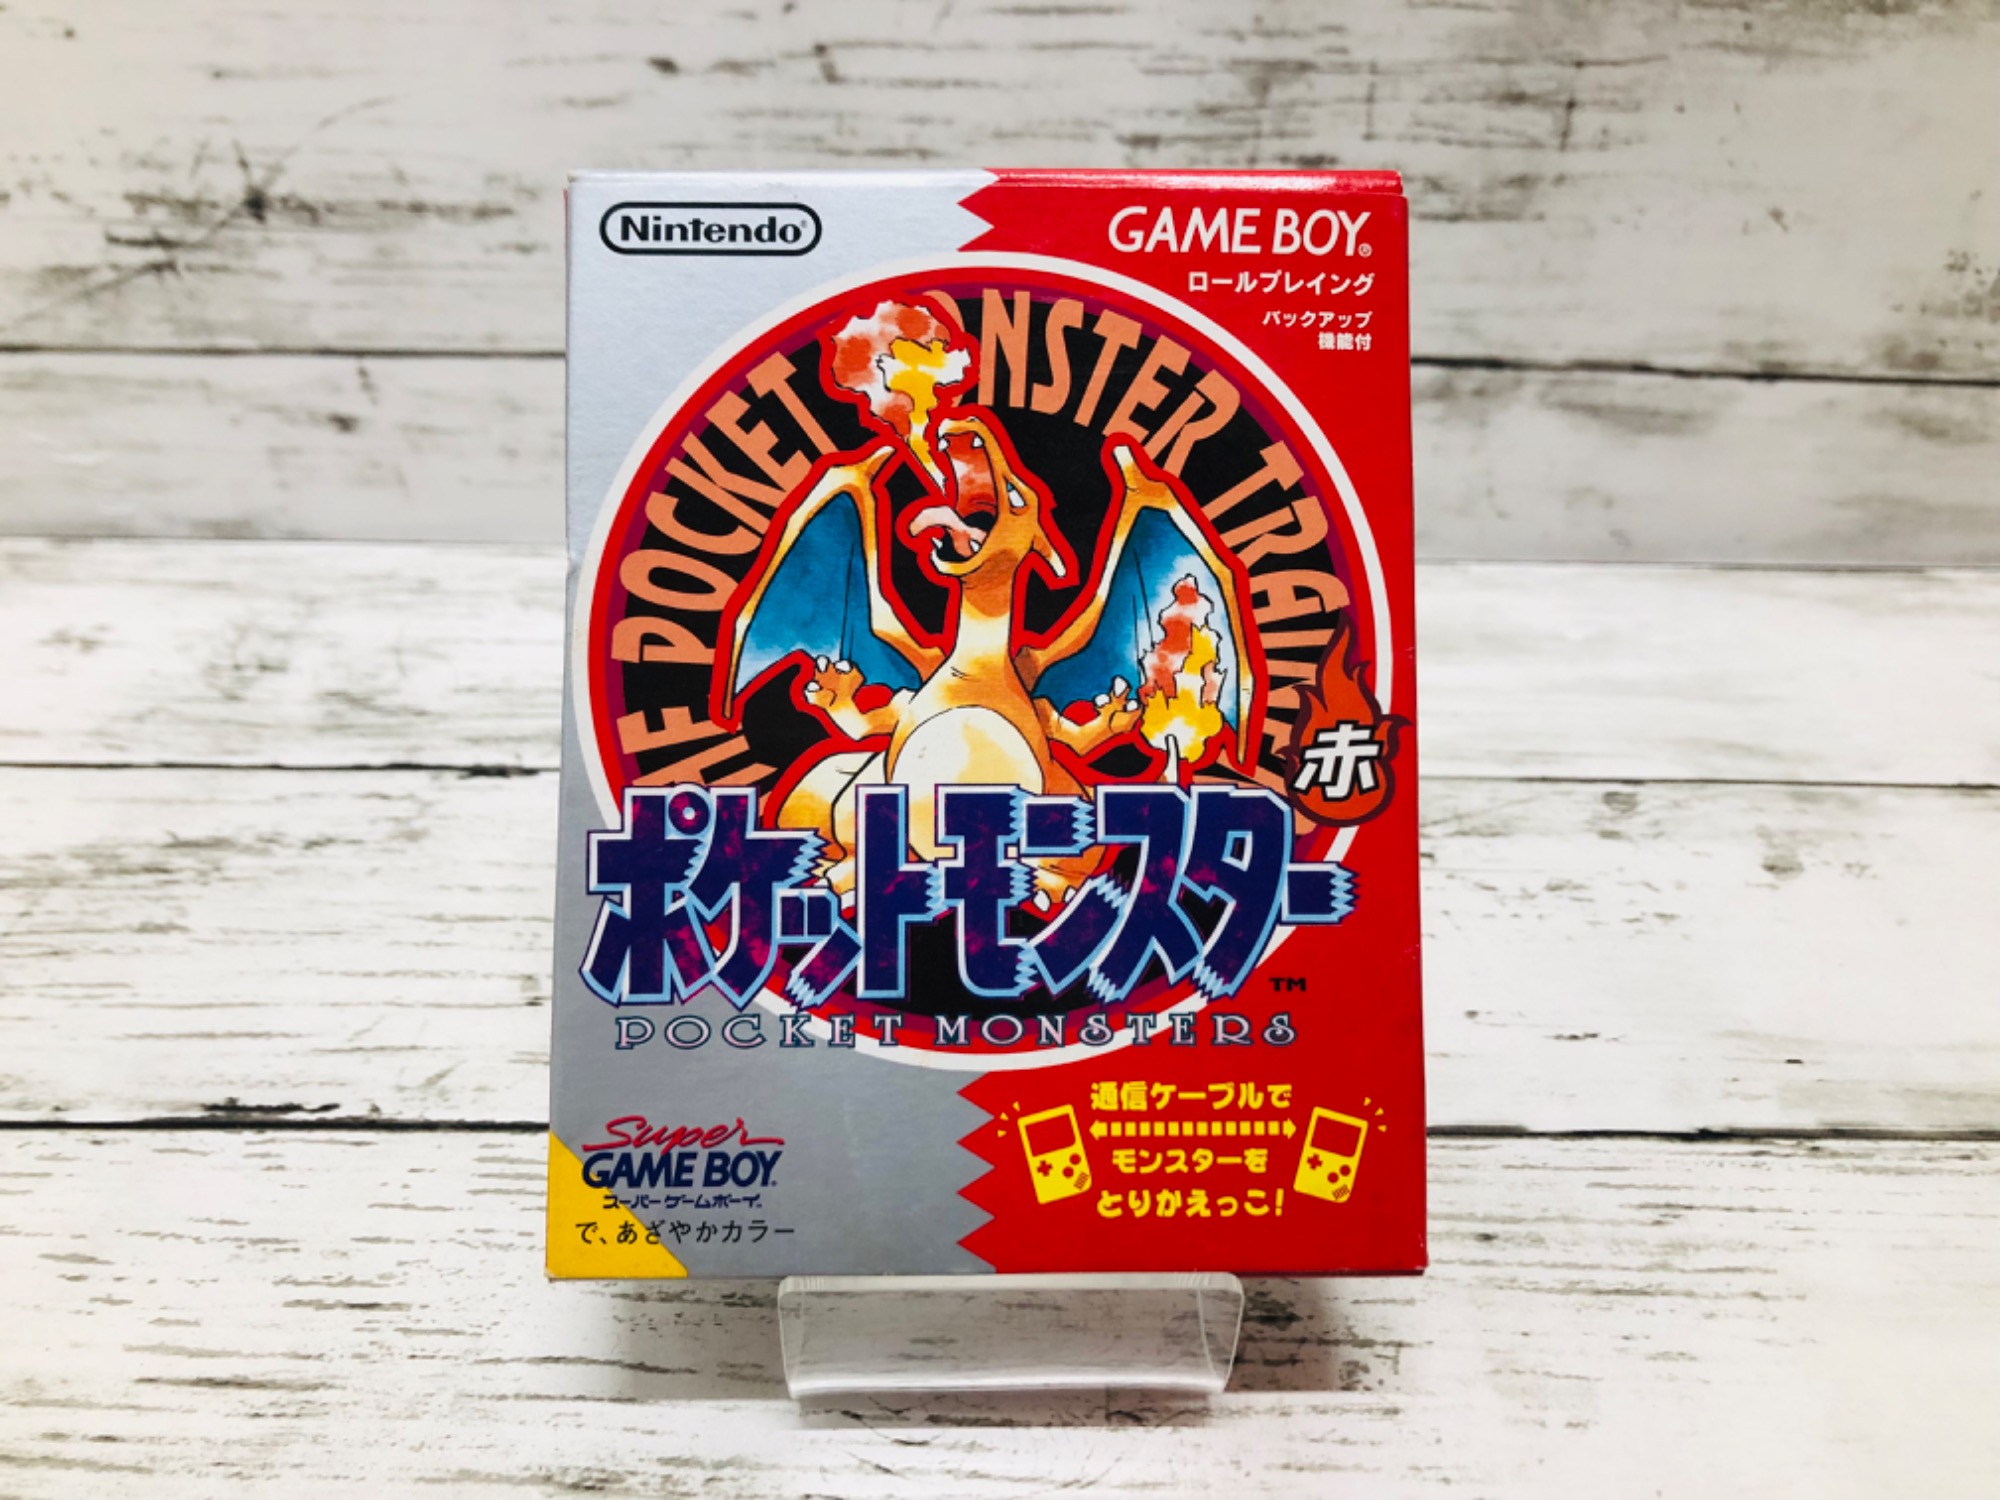 Nintendo®
GAME BOY®
ロールプレイング
バックアップ
機能付
POCKET
NSTER
赤
ポケットモンスター
TM
POCKET MONSTERS
通信ケーブルで
モンスターを
とりかえっこ!
Super
GAME BOY
スーパーゲームボーイ
で、あざやかカラー